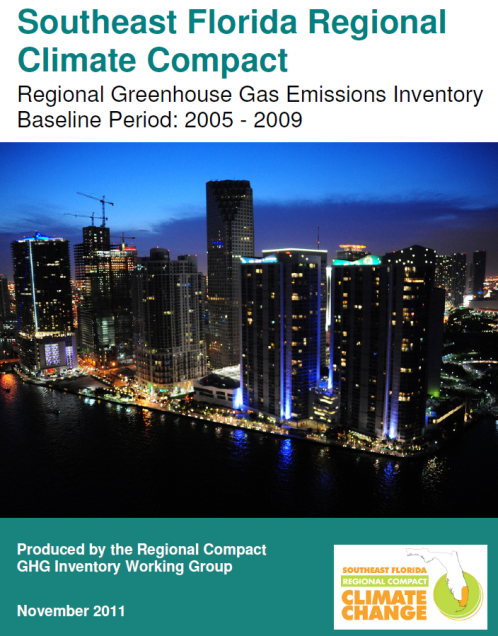 Southeast Florida Regional
Climate Compact
Regional Greenhouse Gas Emissions Inventory
Baseline Period: 2005 - 2009
Produced by the Regional Compact
GHG Inventory Working Group
November 2011
SOUTHEAST FLORIDA
REGIONAL COMPACT
CLIMATE
CHANGE